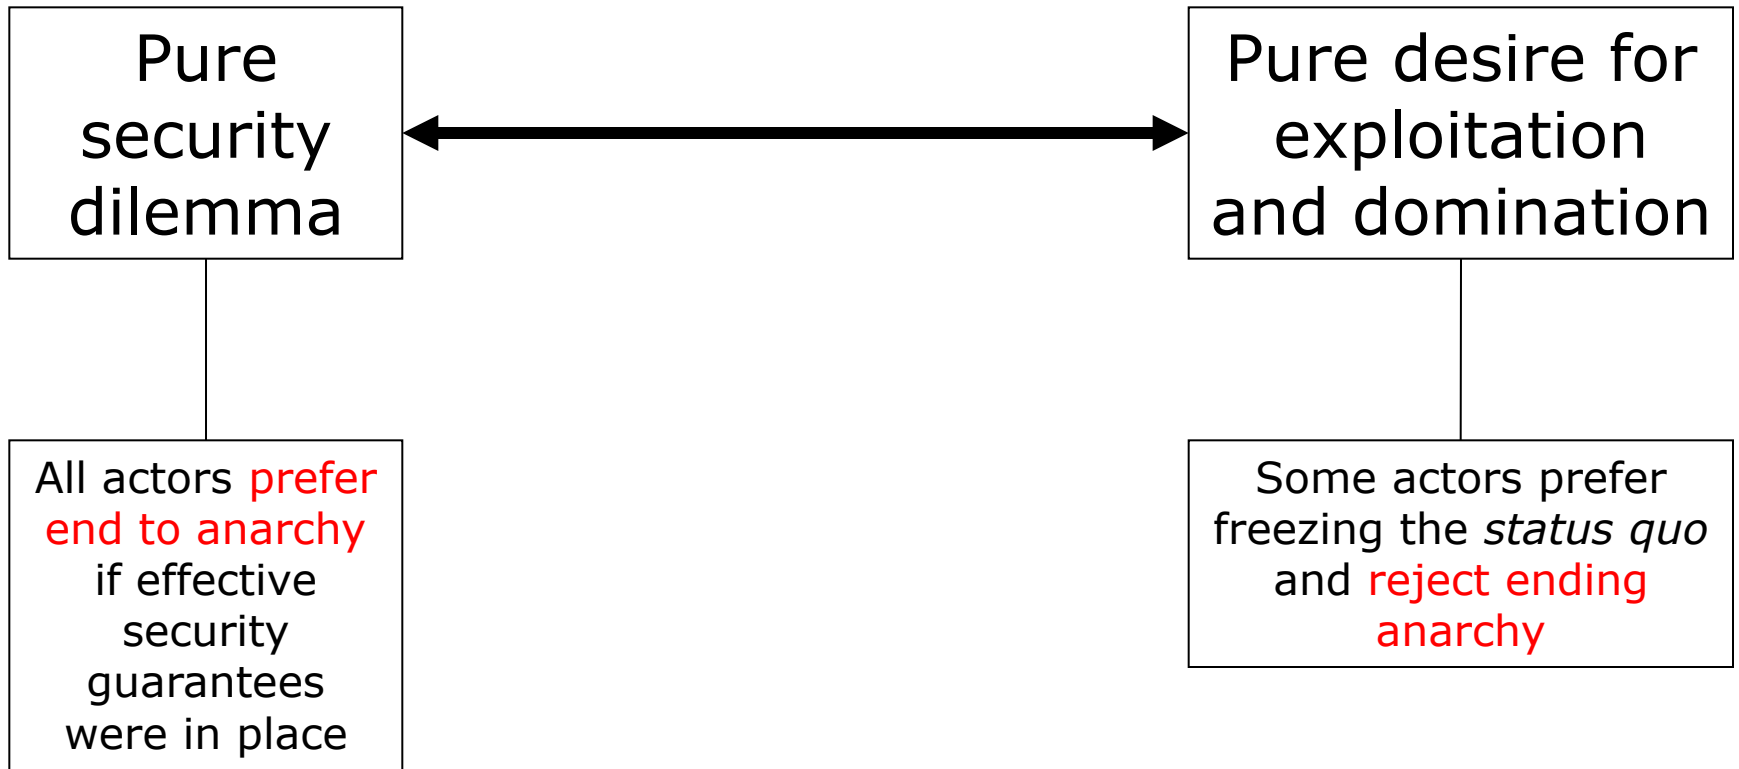 Pure
security
dilemma
Pure desire for
exploitation
and domination
All actors prefer
end to anarchy
if effective
security
guarantees
were in place
Some actors prefer
freezing the status quo
and reject ending
anarchy